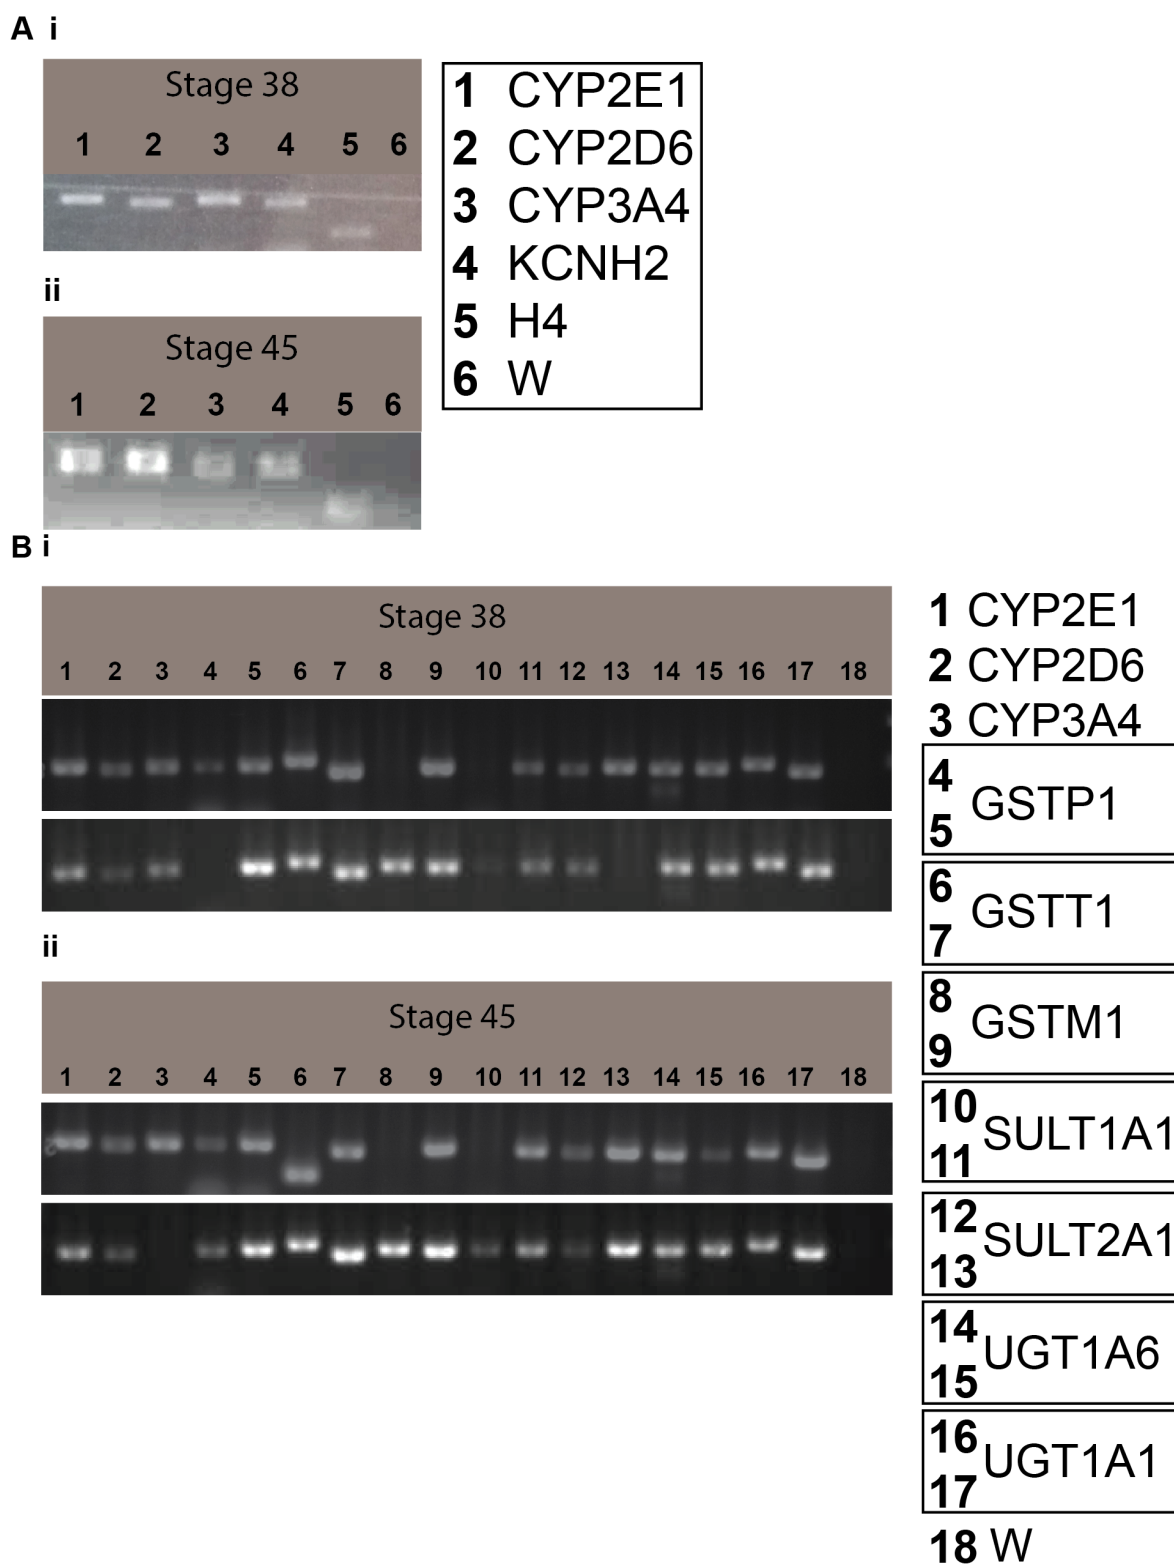 A i
Stage 38
1 2 3 4 5 6
1 CYP2E1
2 CYP2D6
3 CYP3A4
4 KCNH2
5 H4
6 W
ii
Stage 45
1 2 3 4 5 6
B i
Stage 38
1 2 3 4 5 6 7 8 9 10 11 12 13 14 15 16 17 18
ii
Stage 45
1 2 3 4 5 6 7 8 9 10 11 12 13 14 15 16 17 18
1 CYP2E1
2 CYP2D6
3 CYP3A4
4
5
GSTP1
6
7
GSTT1
8
9
GSTM1
10
11
SULT1A1
12
13
SULT2A1
14
15
UGT1A6
16
17
UGT1A1
18 W